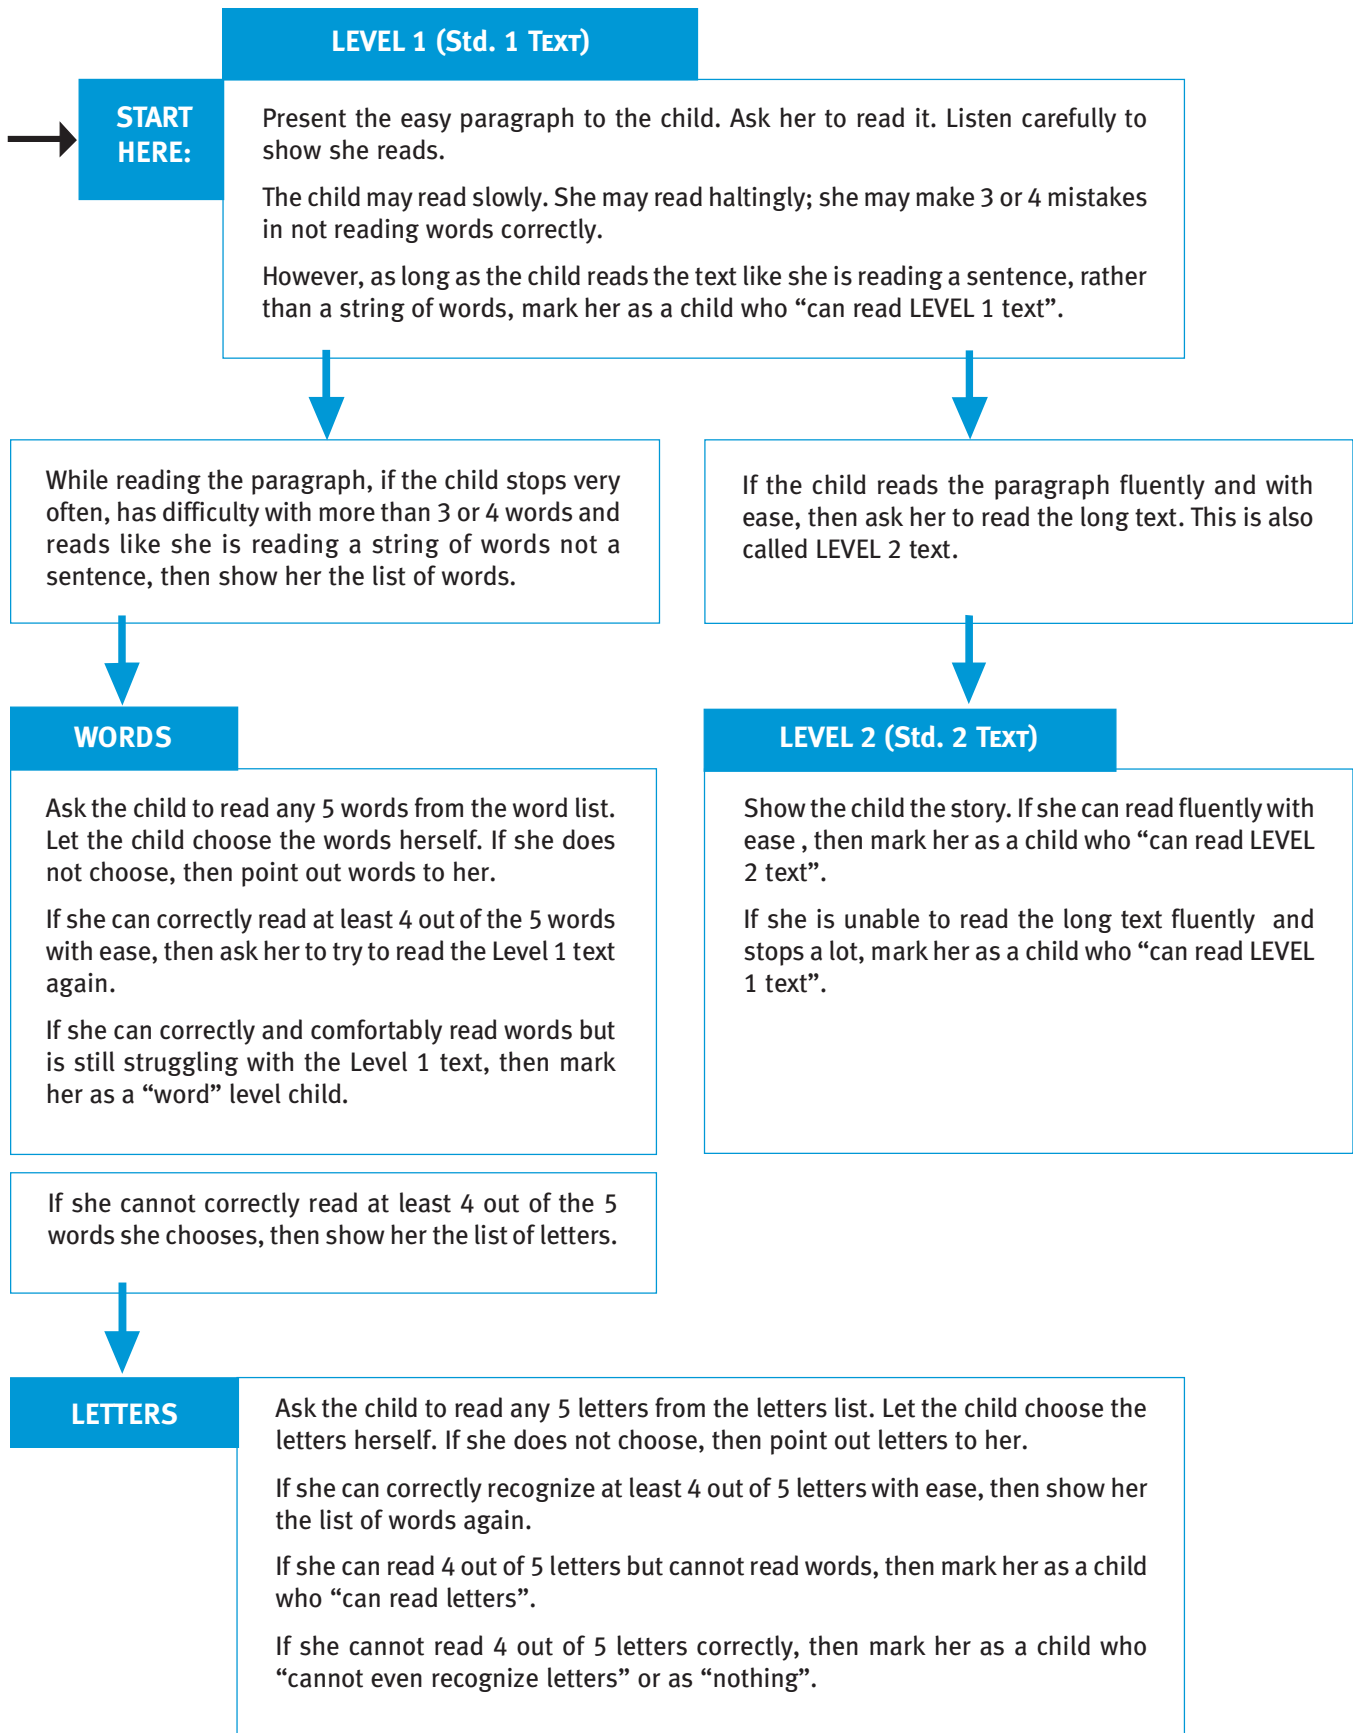 LEVEL 1 (Std. 1 TEXT)
START
HERE:
Present the easy paragraph to the child. Ask her to read it. Listen carefully to
show she reads.
The child may read slowly. She may read haltingly; she may make 3 or 4 mistakes
in not reading words correctly.
However, as long as the child reads the text like she is reading a sentence, rather
than a string of words, mark her as a child who “can read LEVEL 1 text”.
While reading the paragraph, if the child stops very
often, has difficulty with more than 3 or 4 words and
reads like she is reading a string of words not a
sentence, then show her the list of words.
If the child reads the paragraph fluently and with
ease, then ask her to read the long text. This is also
called LEVEL 2 text.
WORDS
Ask the child to read any 5 words from the word list.
Let the child choose the words herself. If she does
not choose, then point out words to her.
If she can correctly read at least 4 out of the 5 words
with ease, then ask her to try to read the Level 1 text
again.
If she can correctly and comfortably read words but
is still struggling with the Level 1 text, then mark
her as a “word” level child.
LEVEL 2 (Std. 2 TEXT)
Show the child the story. If she can read fluently with
ease , then mark her as a child who “can read LEVEL
2 text”.
If she is unable to read the long text fluently and
stops a lot, mark her as a child who “can read LEVEL
1 text”.
If she cannot correctly read at least 4 out of the 5
words she chooses, then show her the list of letters.
LETTERS
Ask the child to read any 5 letters from the letters list. Let the child choose the
letters herself. If she does not choose, then point out letters to her.
If she can correctly recognize at least 4 out of 5 letters with ease, then show her
the list of words again.
If she can read 4 out of 5 letters but cannot read words, then mark her as a child
who “can read letters”.
If she cannot read 4 out of 5 letters correctly, then mark her as a child who
“cannot even recognize letters” or as “nothing”.